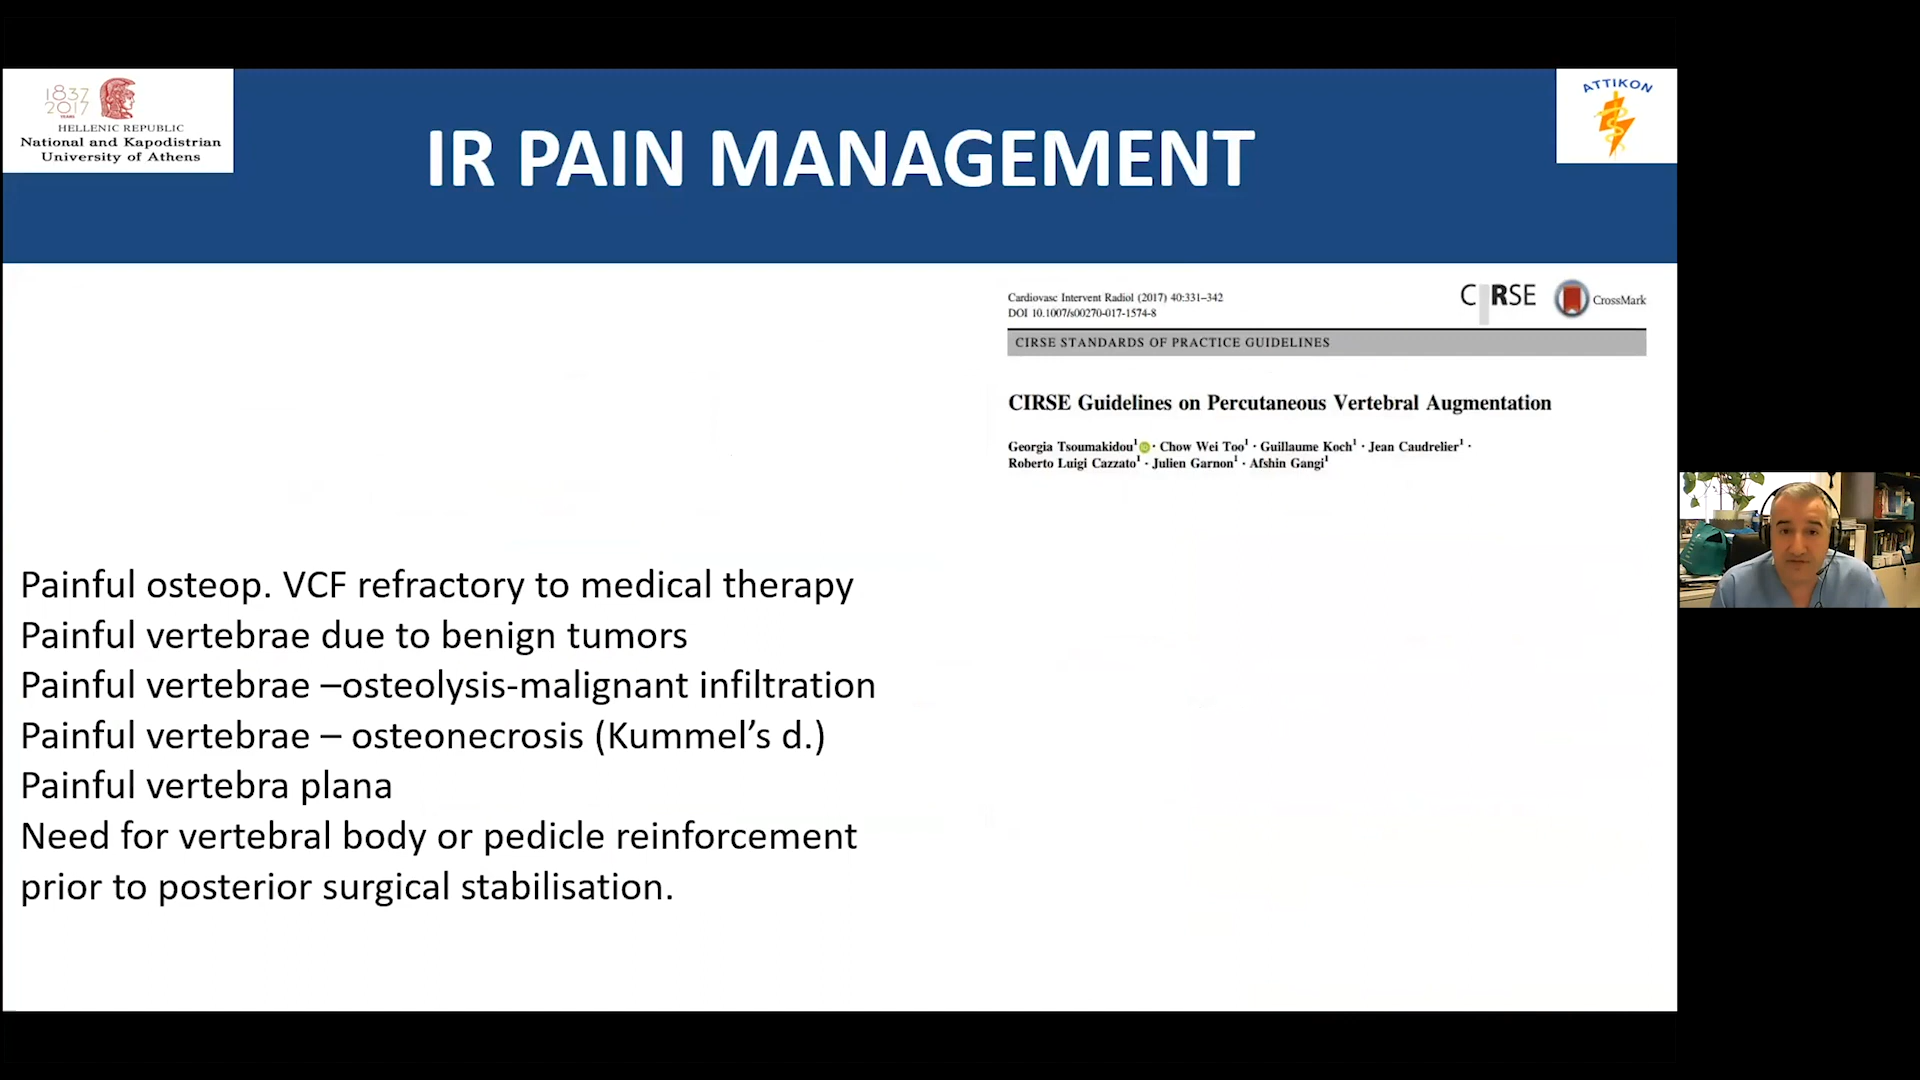 1837
2017
YEARS
HELLENIC REPUBLIC
National and Kapodistrian
University of Athens
IR PAIN MANAGEMENT
ATTIKON
Cardiovasc Intervent Radiol (2017) 40:331–342
DOI 10.1007/s00270-017-1574-8
CIRSE
CrossMark
CIRSE STANDARDS OF PRACTICE GUIDELINES
CIRSE Guidelines on Percutaneous Vertebral Augmentation
Georgia Tsoumakidou1 · Chow Wei Too1 · Guillaume Koch1 · Jean Caudrelier1 ·
Roberto Luigi Cazzato1 · Julien Garnon1 · Afshin Gangi1
Painful osteop. VCF refractory to medical therapy
Painful vertebrae due to benign tumors
Painful vertebrae –osteolysis-malignant infiltration
Painful vertebrae – osteonecrosis (Kummel’s d.)
Painful vertebra plana
Need for vertebral body or pedicle reinforcement
prior to posterior surgical stabilisation.